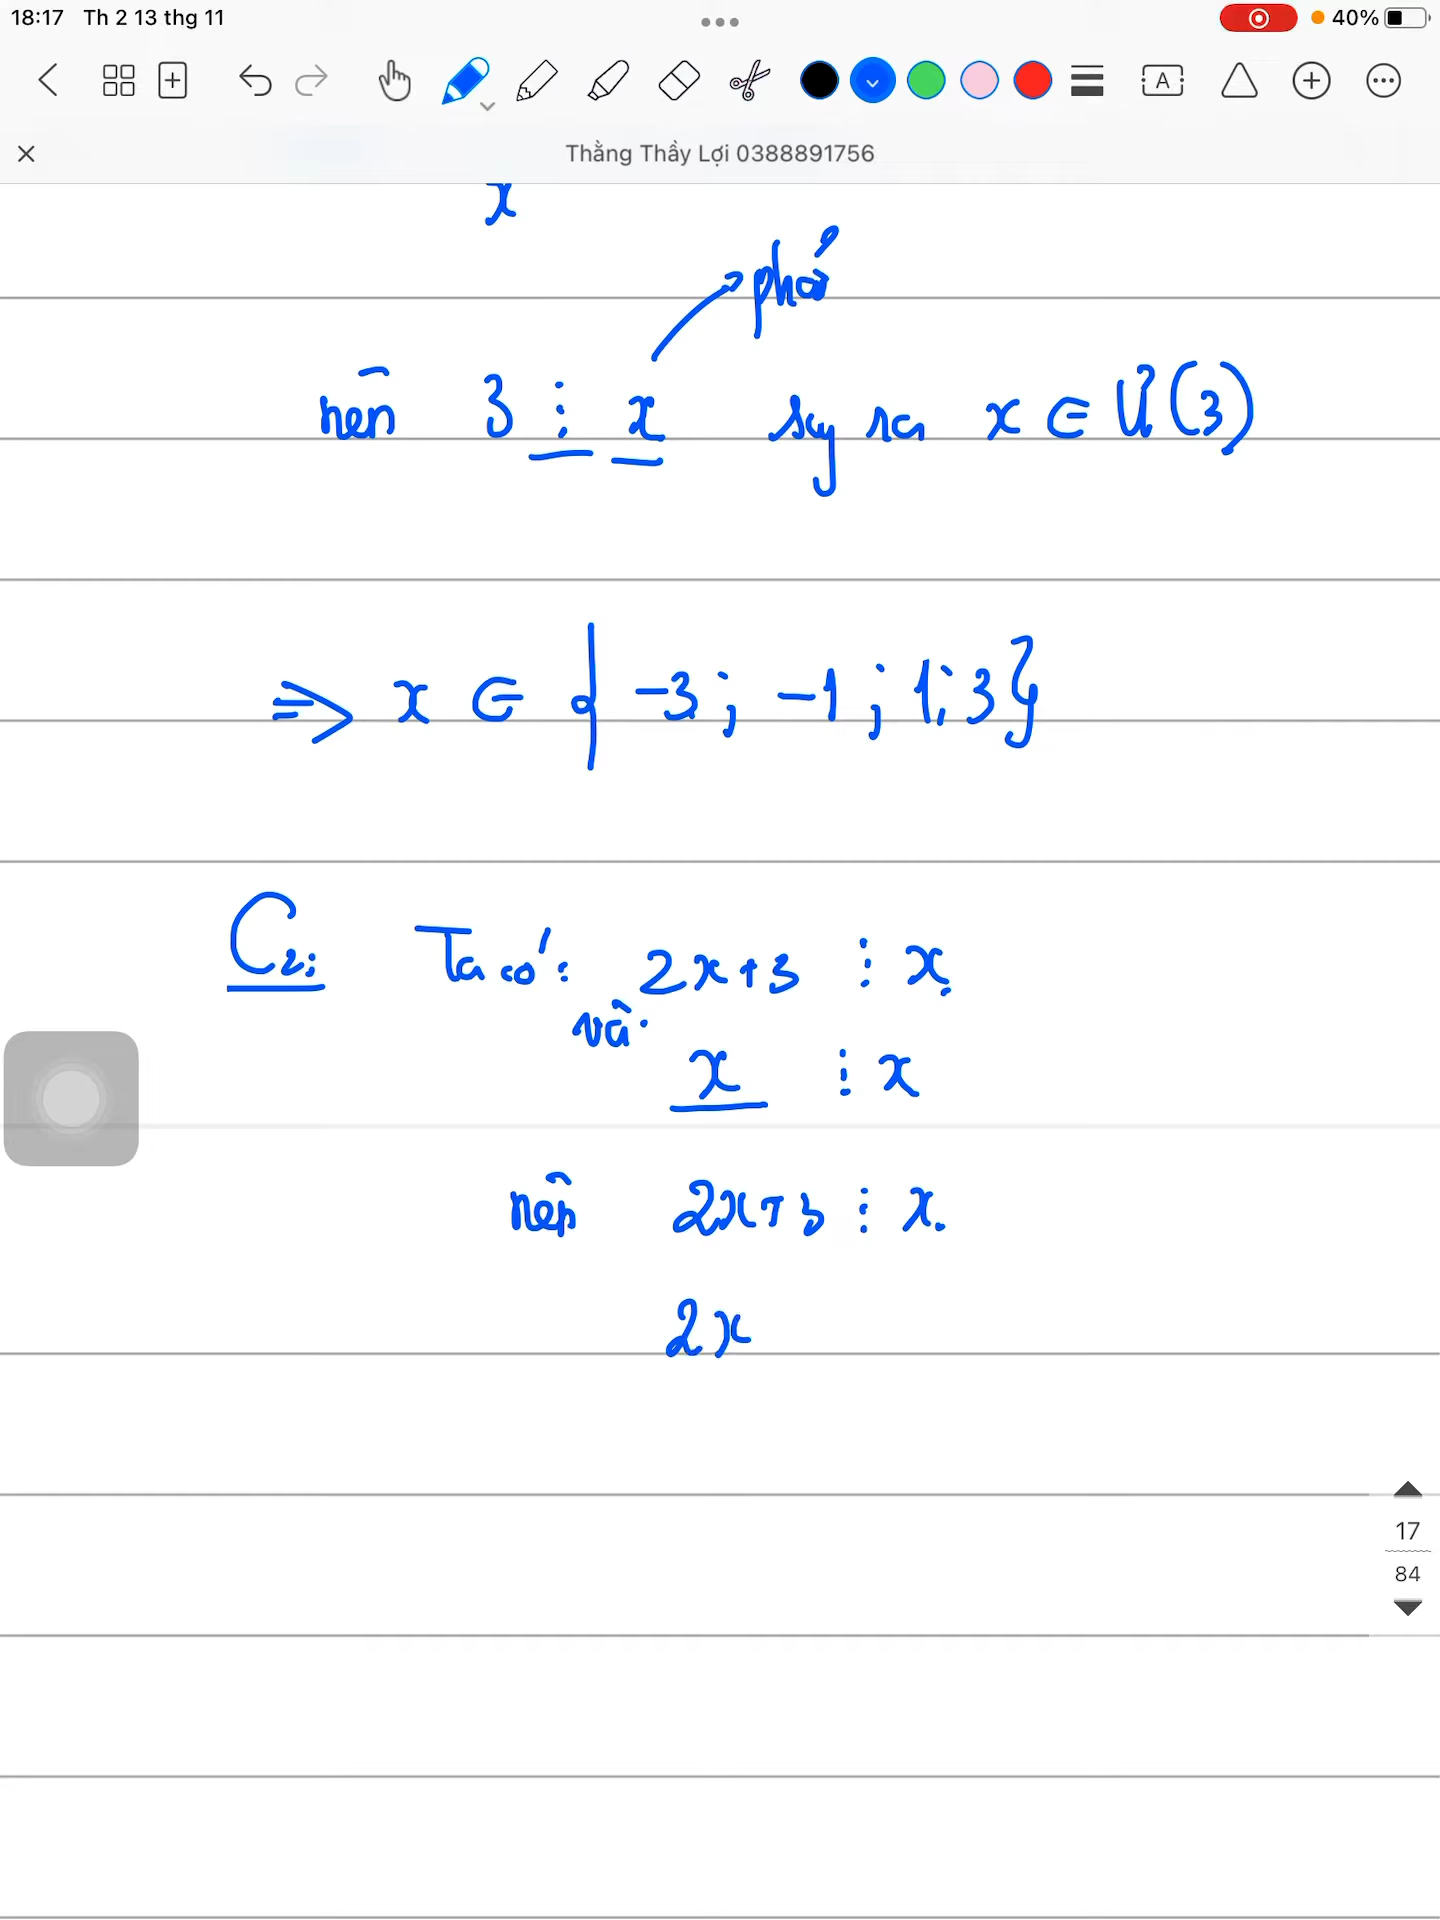 18:17 Th 2 13 thg 11 40%
A
Thằng Thầy Lợi 0388891756
x
phải
nên 3 ⋮ x suy ra x ∈ Ư(3)
⇒ x ∈ { -3; -1; 1; 3}
C2: Ta có: 2x+3 ⋮ x
và
x ⋮ x
nên 2x+3 ⋮ x.
2x
17
84